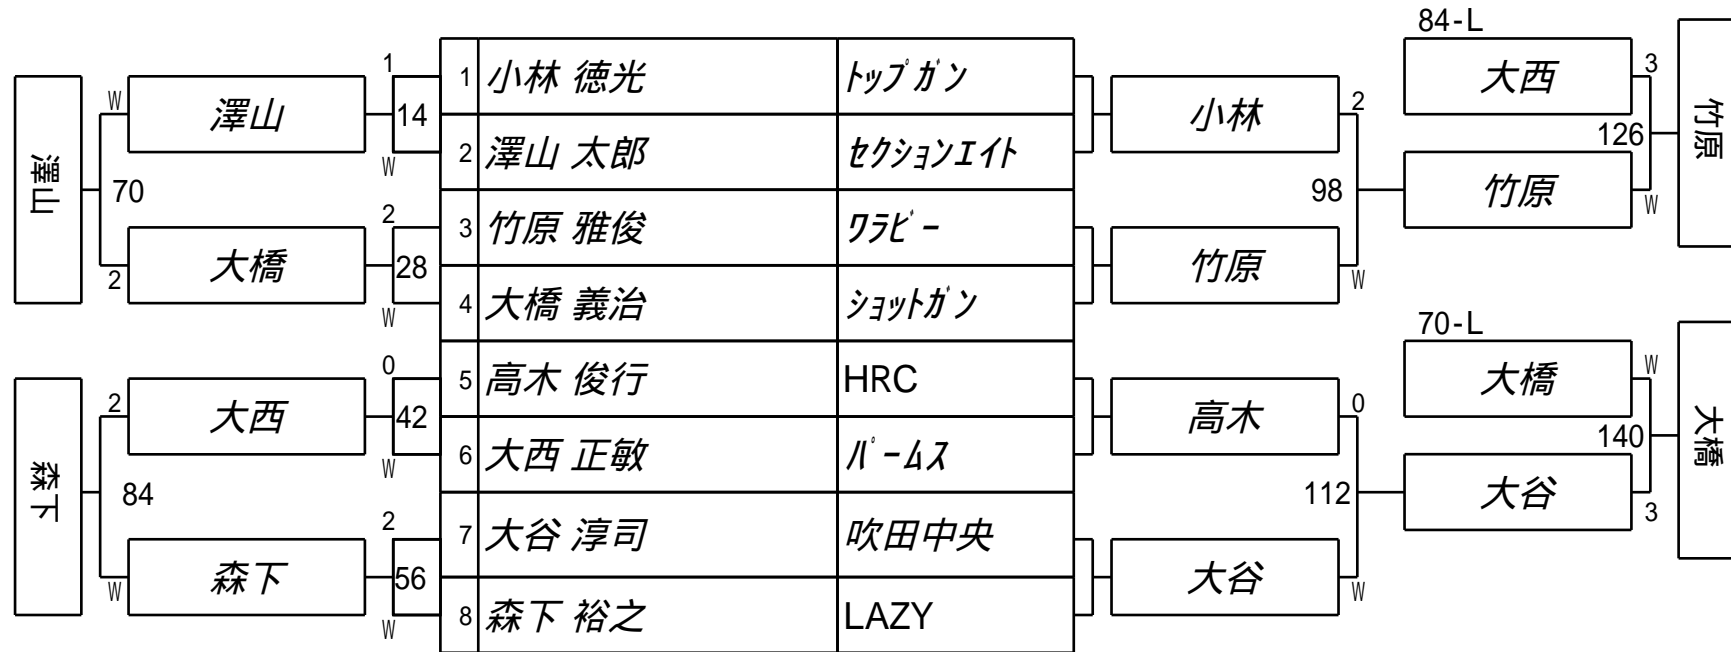 澤山
森下
W
70
2
2
84
W
澤山
大橋
大西
森下
1
14
W
2
28
W
0
42
W
2
56
W
1 小林 徳光 トップガン
2 澤山 太郎 セクションエイト
3 竹原 雅俊 ワラビー
4 大橋 義治 ショットガン
5 高木 俊行 HRC
6 大西 正敏 パームス
7 大谷 淳司 吹田中央
8 森下 裕之 LAZY
小林
竹原
高木
大谷
2
98
W
0
112
W
84-L
大西
竹原
3
126
W
竹原
70-L
大橋
大谷
W
140
3
大橋